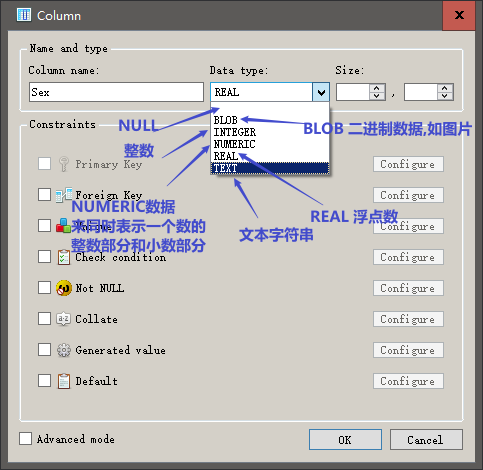 Column
Name and type
Column name:
Data type:
Size:
Sex
REAL
,
NULL
BLOB
INTEGER
NUMERIC
REAL
TEXT
BLOB 二进制数据,如图片
整数
NUMERIC数据
来同时表示一个数的
整数部分和小数部分
REAL 浮点数
文本字符串
Constraints
Primary Key
Configure
Foreign Key
Configure
Unique
Configure
Check condition
Configure
Not NULL
Configure
Collate
Configure
Generated value
Configure
Default
Configure
Advanced mode
OK
Cancel